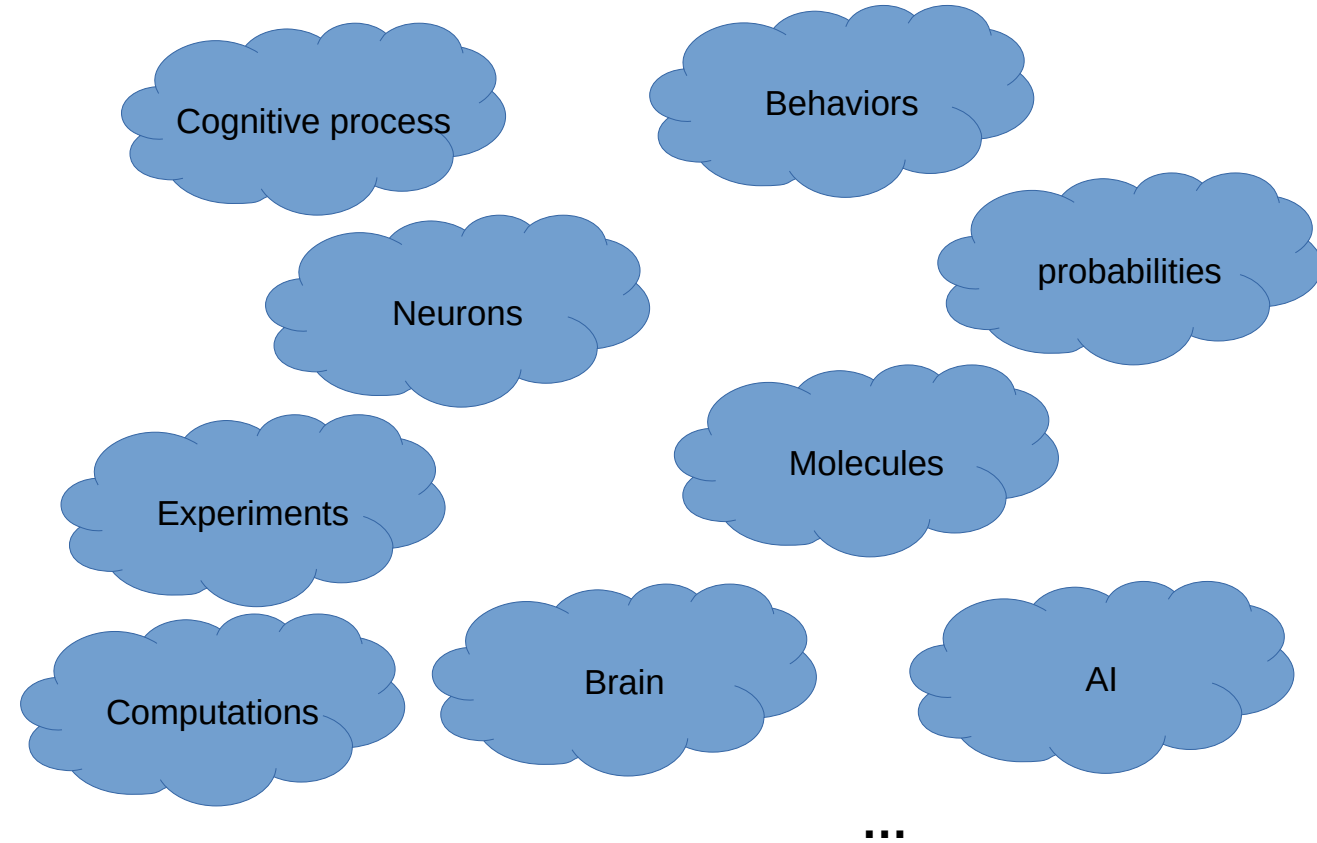 Cognitive process
Behaviors
probabilities
Neurons
Molecules
Experiments
Brain
AI
Computations
...